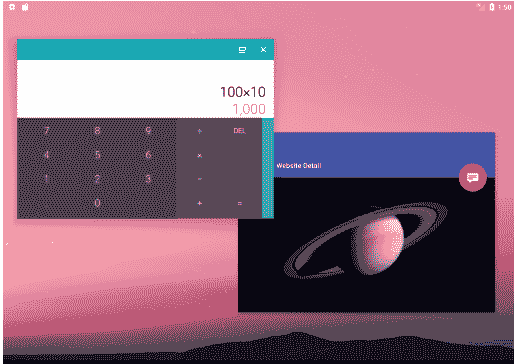 1:50
100×10
1,000
7 8 9 ÷ DEL
4 5 6 ×
1 2 3 -
0 + =
Website Detail